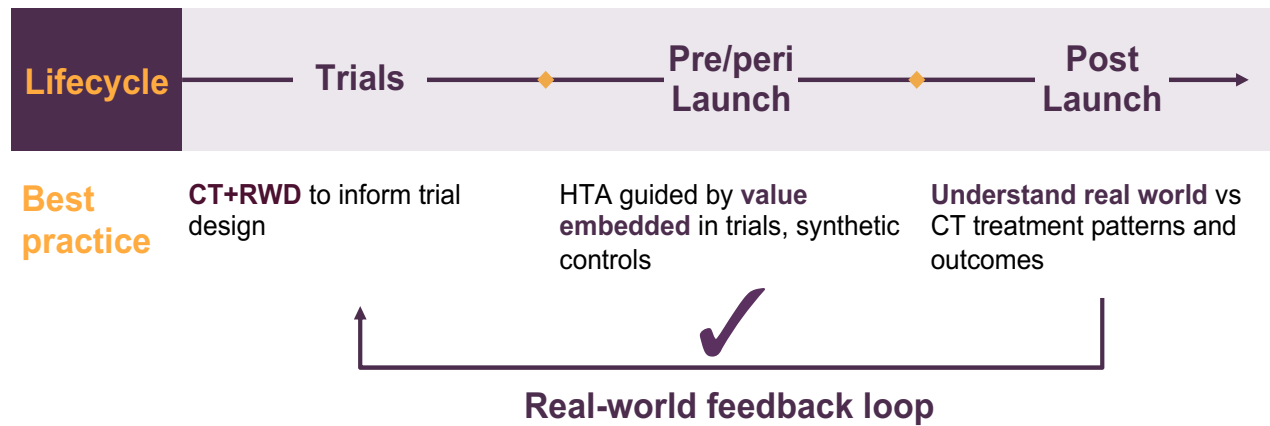 Lifecycle
Trials
Pre/peri
Launch
Post
Launch
Best
practice
CT+RWD to inform trial
design
HTA guided by value
embedded in trials, synthetic
controls
Understand real world vs
CT treatment patterns and
outcomes
Real-world feedback loop